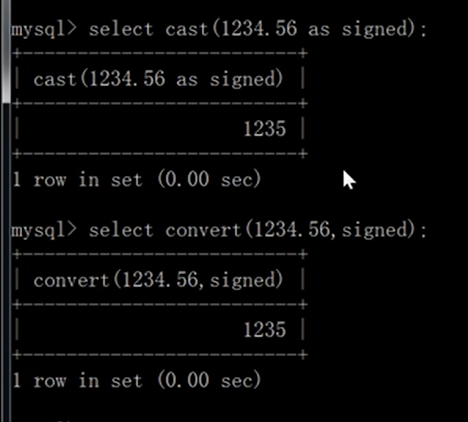 mysql> select cast(1234.56 as signed);
+-------------------------+
| cast(1234.56 as signed) |
+-------------------------+
|                    1235 |
+-------------------------+
1 row in set (0.00 sec)
mysql> select convert(1234.56,signed);
+-------------------------+
| convert(1234.56,signed) |
+-------------------------+
|                    1235 |
+-------------------------+
1 row in set (0.00 sec)